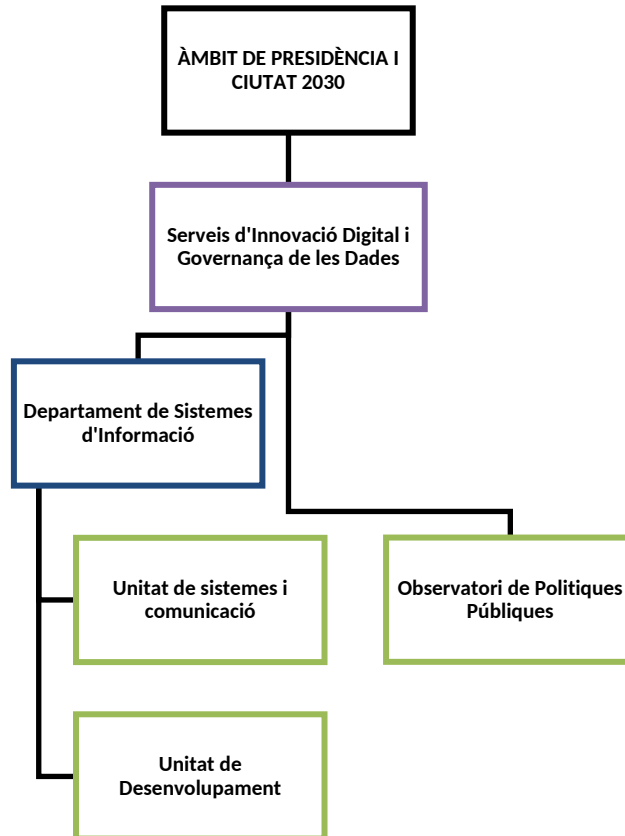 ÀMBIT DE PRESIDÈNCIA I
CIUTAT 2030
Serveis d'Innovació Digital i
Governança de les Dades
Departament de Sistemes
d'Informació
Unitat de sistemes i
comunicació
Observatori de Politiques
Públiques
Unitat de
Desenvolupament